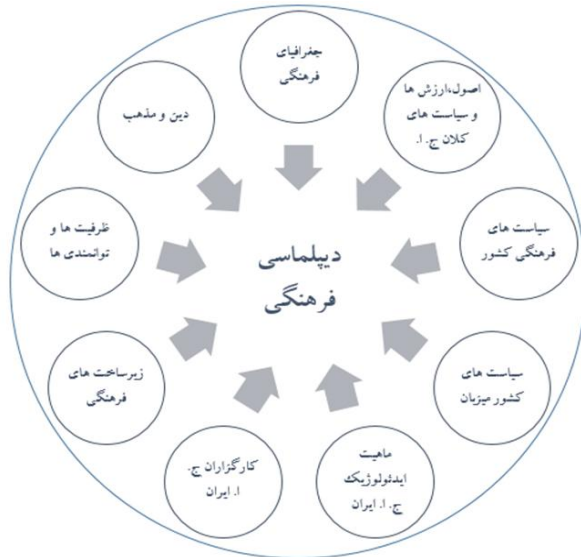 جغرافیای
فرهنگی
اصول،ارزش ها
و سیاست های
کلان ج. ا.
سیاست های
فرهنگی کشور
سیاست های
کشور میزبان
ماهیت
ایدئولوژیک
ج. ا. ایران
کارگزاران ج.
ا. ایران
زیرساخت های
فرهنگی
ظرفیت ها و
توانمندی ها
دین و مذهب
دیپلماسی
فرهنگی